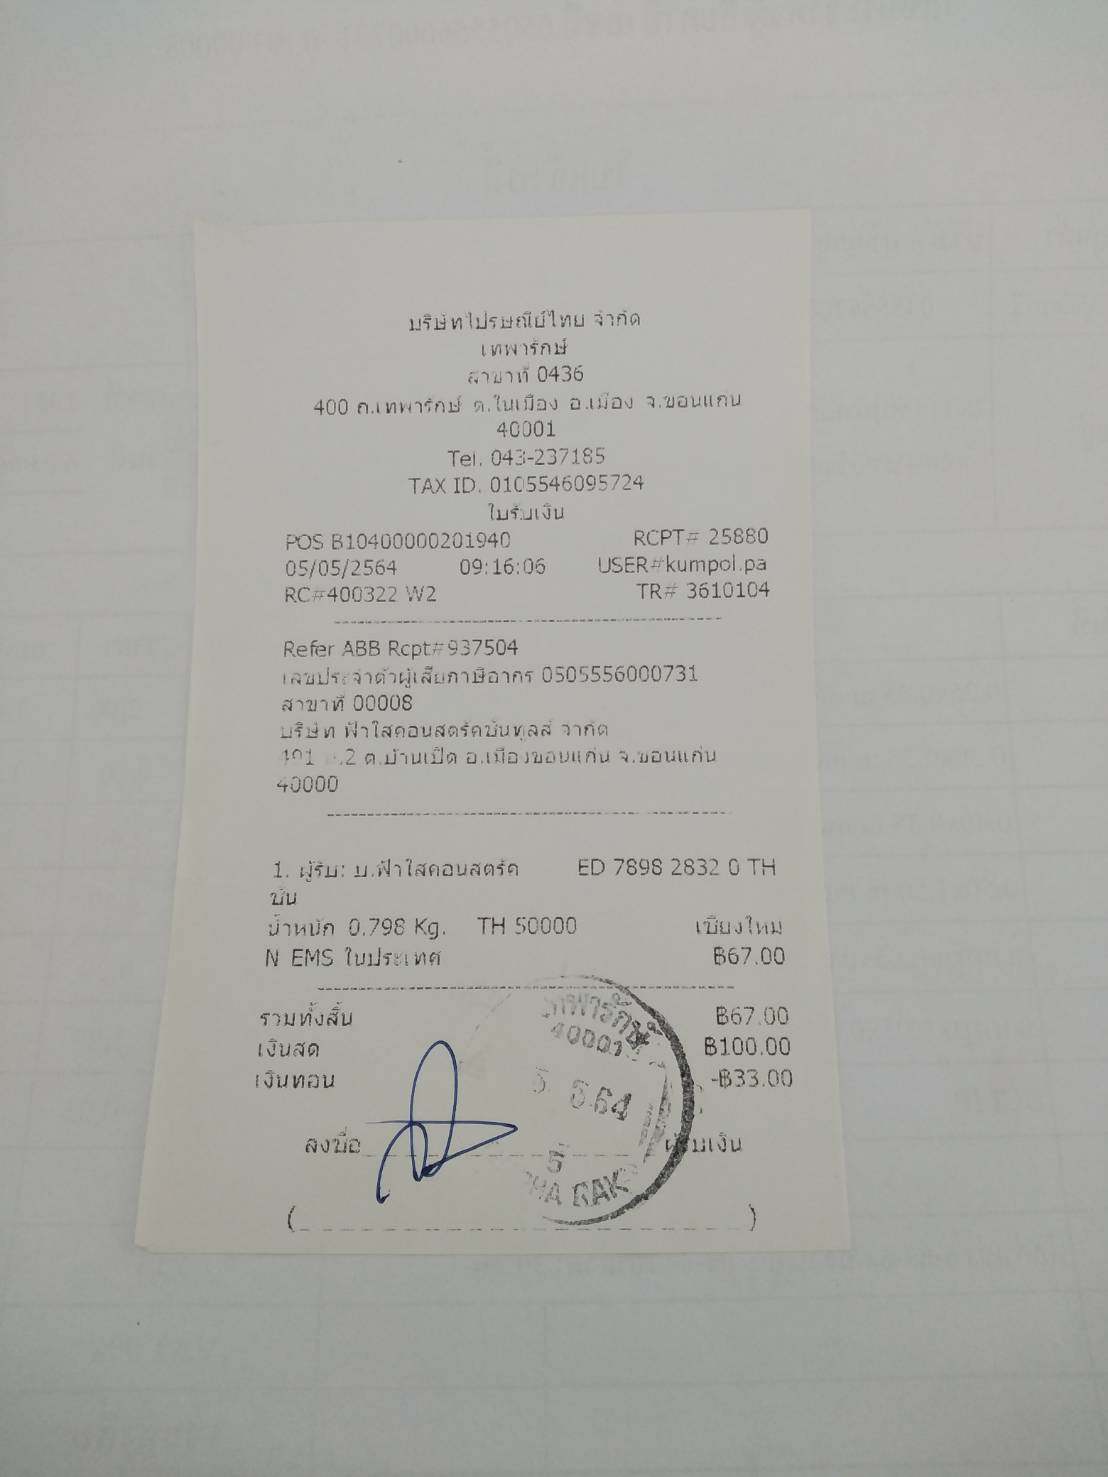 บริษัทไปรษณีย์ไทย จำกัด
เทพารักษ์
สาขาที่ 0436
400 ถ.เทพารักษ์ ต.ในเมือง อ.เมือง จ.ขอนแก่น
40001
Tel. 043-237185
TAX ID. 0105546095724
ใบรับเงิน
POS B10400000201940 RCPT# 25880
05/05/2564 09:16:06 USER#kumpol.pa
RC#400322 W2 TR# 3610104
Refer ABB Rcpt#937504
เลขประจำตัวผู้เสียภาษีอากร 0505556000731
สาขาที่ 00008
บริษัท ฟ้าใสคอนสตรัคชั่นทูลส์ จำกัด
.2 ต.บ้านเป็ด อ.เมืองขอนแก่น จ.ขอนแก่น
40000
1. ผู้รับ: บ.ฟ้าใสคอนสตรัค ED 7898 2832 0 TH
ชั่น
น้ำหนัก 0.798 Kg. TH 50000 เชียงใหม่
N EMS ในประเทศ ฿67.00
รวมทั้งสิ้น ฿67.00
เงินสด ฿100.00
เงินทอน -฿33.00
เทพารักษ์
40001
5 5.64
ลงชื่อ ผู้รับเงิน
5
PHA RAK
( )